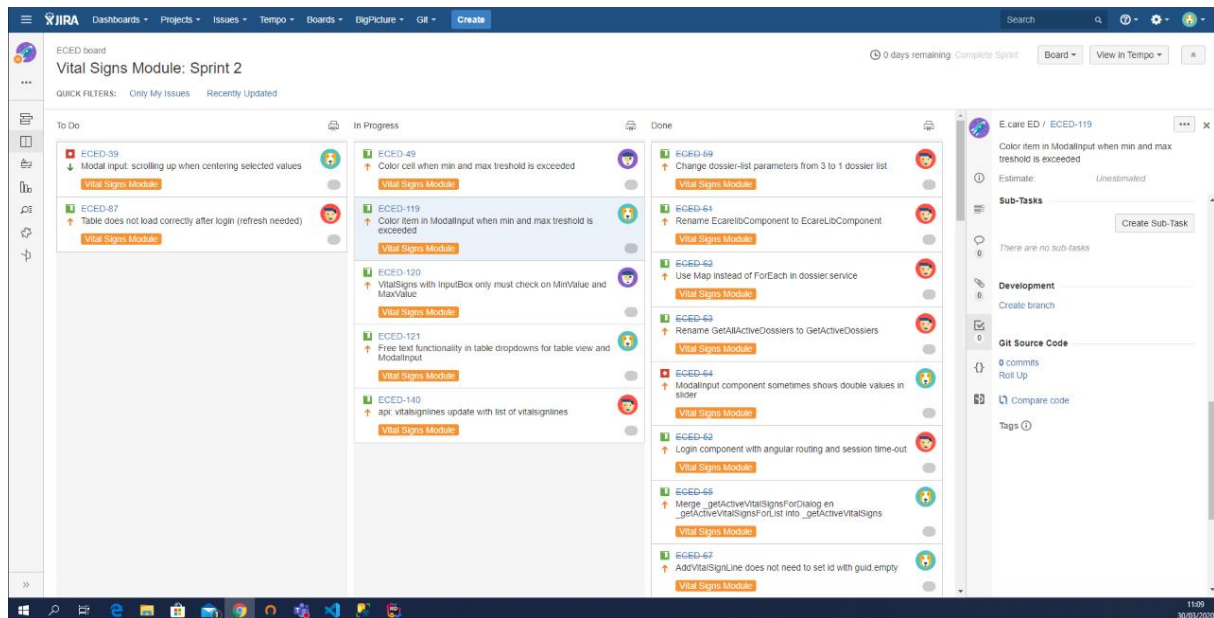 JIRA Dashboards Projects Issues Tempo Boards BigPicture Git Create Search
ECED board
Vital Signs Module: Sprint 2
0 days remaining Complete Sprint Board View in Tempo
QUICK FILTERS: Only My Issues Recently Updated
To Do
ECED-39
Modal input: scrolling up when centering selected values
Vital Signs Module
ECED-87
Table does not load correctly after login (refresh needed)
Vital Signs Module
In Progress
ECED-49
Color cell when min and max treshold is exceeded
Vital Signs Module
ECED-119
Color item in ModalInput when min and max treshold is
exceeded
Vital Signs Module
ECED-120
VitalSigns with InputBox only must check on MinValue and
MaxValue
Vital Signs Module
ECED-121
Free text functionality in table dropdowns for table view and
ModalInput
Vital Signs Module
ECED-140
api: vitalsignlines update with list of vitalsignlines
Vital Signs Module
Done
ECED-59
Change dossier-list parameters from 3 to 1 dossier list
Vital Signs Module
ECED-61
Rename EcarelibComponent to EcareLibComponent
Vital Signs Module
ECED-62
Use Map instead of ForEach in dossier.service
Vital Signs Module
ECED-63
Rename GetAllActiveDossiers to GetActiveDossiers
Vital Signs Module
ECED-64
ModalInput component sometimes shows double values in
slider
Vital Signs Module
ECED-52
Login component with angular routing and session time-out
Vital Signs Module
ECED-65
Merge _getActiveVitalSignsForDialog en
_getActiveVitalSignsForList into _getActiveVitalSigns
Vital Signs Module
ECED-67
AddVitalSignLine does not need to set id with guid.empty
Vital Signs Module
E.care ED / ECED-119
Color item in ModalInput when min and max
treshold is exceeded
Estimate: Unestimated
Sub-Tasks
Create Sub-Task
There are no sub-tasks
0
Development
0
Create branch
0
Git Source Code
0 commits
Roll Up
Compare code
Tags
11:09
30/03/2020